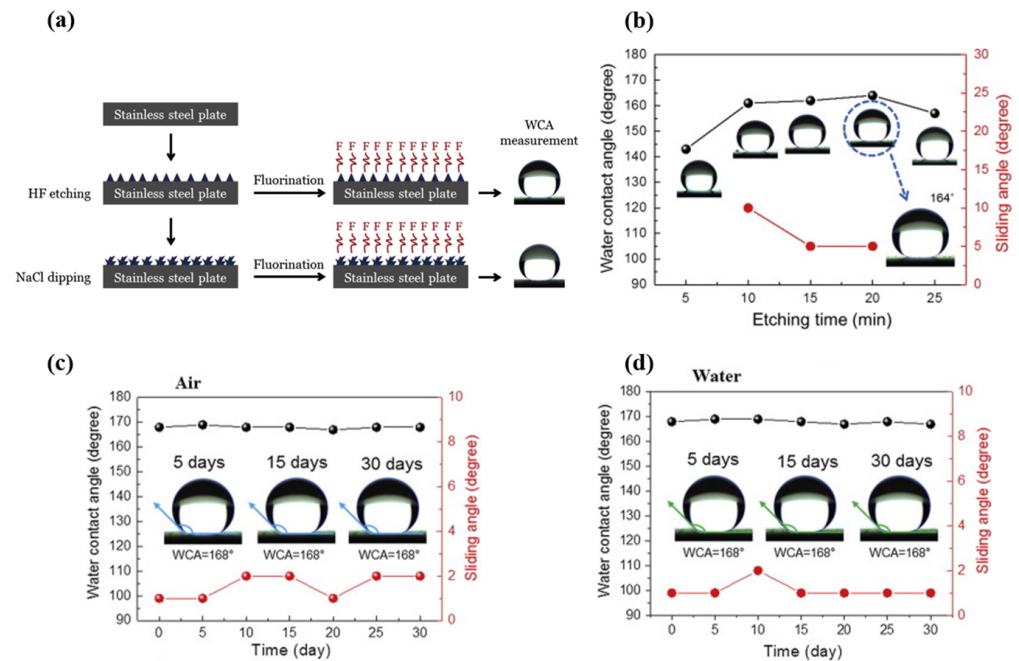 (a)
Stainless steel plate
HF etching
Stainless steel plate
Fluorination
F F F F F F F F F F
Stainless steel plate
WCA
measurement
NaCl dipping
Stainless steel plate
Fluorination
F F F F F F F F F F
Stainless steel plate
(b)
Water contact angle (degree)
180
170
160
150
140
130
120
110
100
90
164°
30
25
20
15
10
5
0
Sliding angle (degree)
5 10 15 20 25
Etching time (min)
(c)
Air
Water contact angle (degree)
180
170
160
150
140
130
120
110
100
90
5 days 15 days 30 days
WCA=168° WCA=168° WCA=168°
10
8
6
4
2
0
Sliding angle (degree)
0 5 10 15 20 25 30
Time (day)
(d)
Water
Water contact angle (degree)
180
170
160
150
140
130
120
110
100
90
5 days 15 days 30 days
WCA=168° WCA=168° WCA=168°
10
8
6
4
2
0
Sliding angle (degree)
0 5 10 15 20 25 30
Time (day)